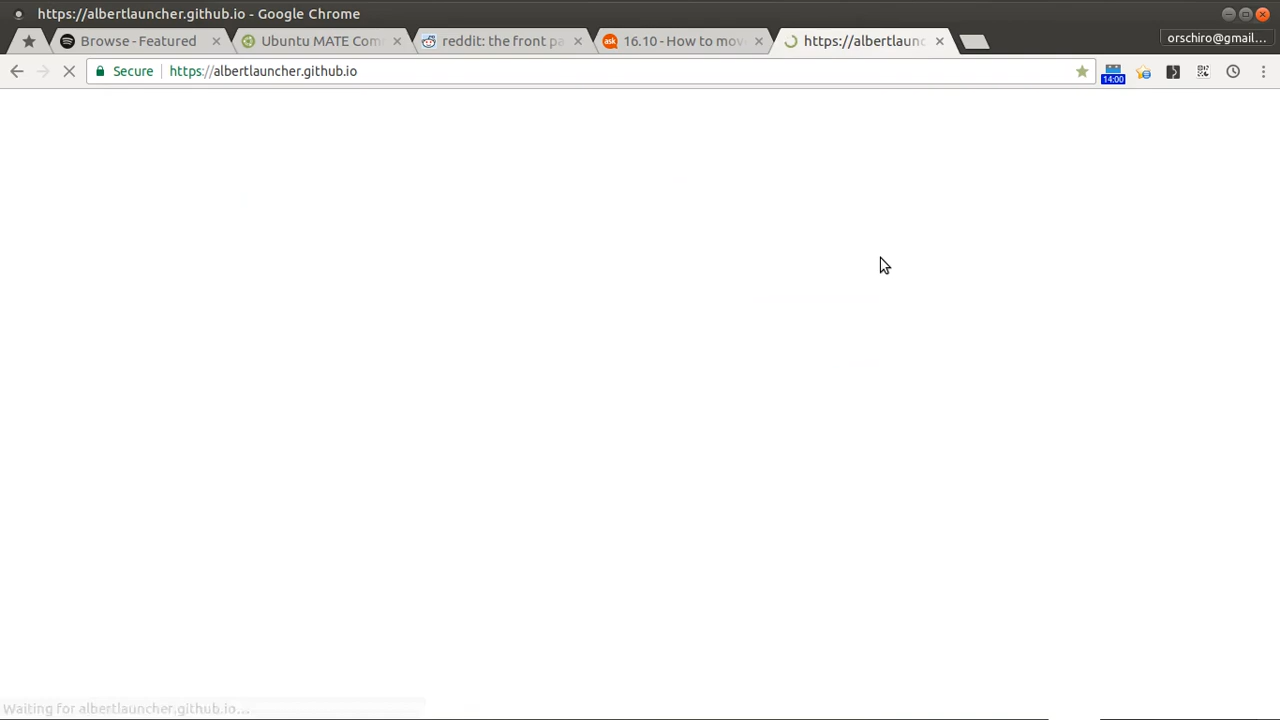 https://albertlauncher.github.io - Google Chrome
Browse - Featured
Ubuntu MATE Com
reddit: the front pa
ask
16.10 - How to mov
https://albertlaunc
orschiro@gmail...
Secure
https://albertlauncher.github.io
14:00
Waiting for albertlauncher.github.io...